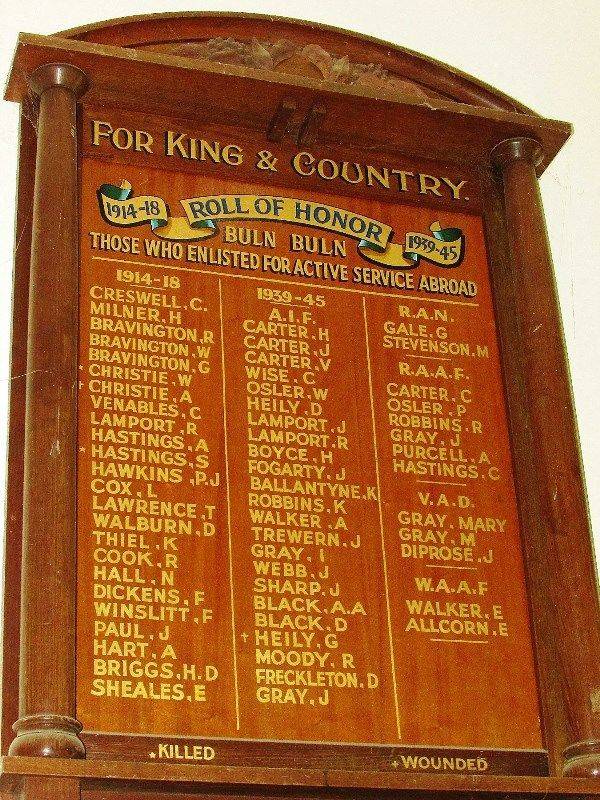 FOR KING & COUNTRY.
1914-18 ROLL OF HONOR 1939-45
BULN BULN
THOSE WHO ENLISTED FOR ACTIVE SERVICE ABROAD
1914-18
CRESWELL. C.
MILNER. H
BRAVINGTON. R
BRAVINGTON. W
BRAVINGTON. G
* CHRISTIE. W
+ CHRISTIE. A
VENABLES. C
LAMPORT. R
HASTINGS. A
* HASTINGS. S
HAWKINS. P.J
COX. L
LAWRENCE. T
WALBURN. D
THIEL. K
COOK. R
HALL. N
DICKENS. F
WINSLITT. F
PAUL. J
HART. A
BRIGGS. H.D
SHEALES. E
1939-45
A.I.F.
CARTER. H
CARTER. J
CARTER. V
WISE. C
OSLER. W
HEILY. D
LAMPORT. J
LAMPORT. R
BOYCE. H
FOGARTY. J
BALLANTYNE. K
ROBBINS. K
WALKER. A
TREWERN. J
GRAY. I
WEBB. J
SHARP. J
BLACK. A.A
BLACK. D
+ HEILY. G
MOODY. R
FRECKLETON. D
GRAY. J
R.A.N.
GALE. G
STEVENSON. M
R.A.A.F.
CARTER. C
OSLER. P
ROBBINS. R
GRAY. J
PURCELL. A
HASTINGS. C
V.A.D.
GRAY. MARY
GRAY. M
DIPROSE. J
W.A.A.F
WALKER. E
ALLCORN. E
* KILLED
+ WOUNDED